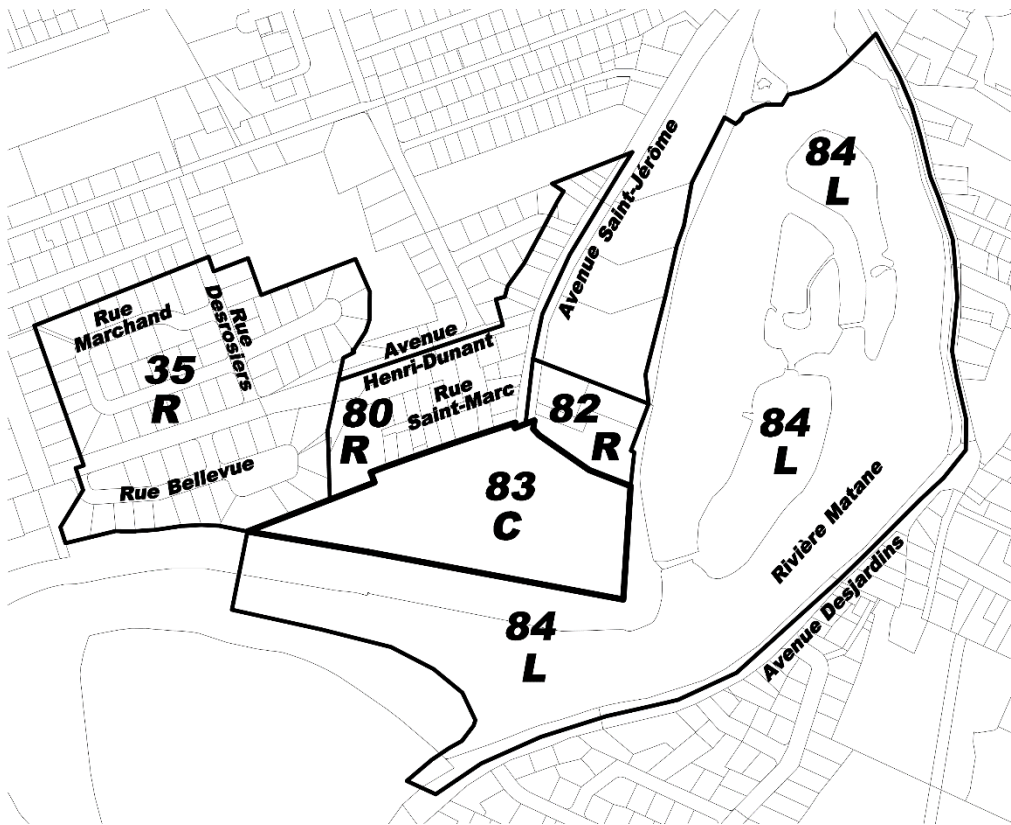 84
L
Avenue Saint-Jérôme
Rue
Marchand
Rue
Desrosiers
35
R
Avenue
Henri-Dunant
Rue
Saint-Marc
80
R
82
R
84
L
Rue Bellevue
83
C
Rivière Matane
Avenue Desjardins
84
L